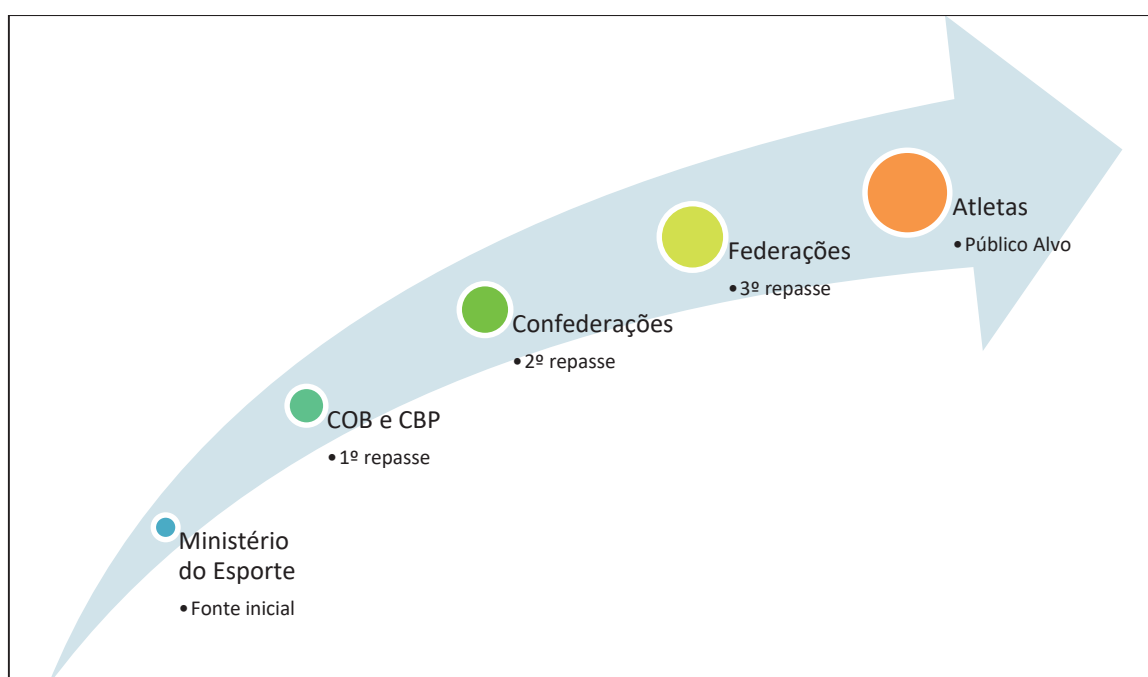 Ministério
do Esporte
• Fonte inicial
COB e CBP
• 1º repasse
Confederações
• 2º repasse
Federações
• 3º repasse
Atletas
• Público Alvo